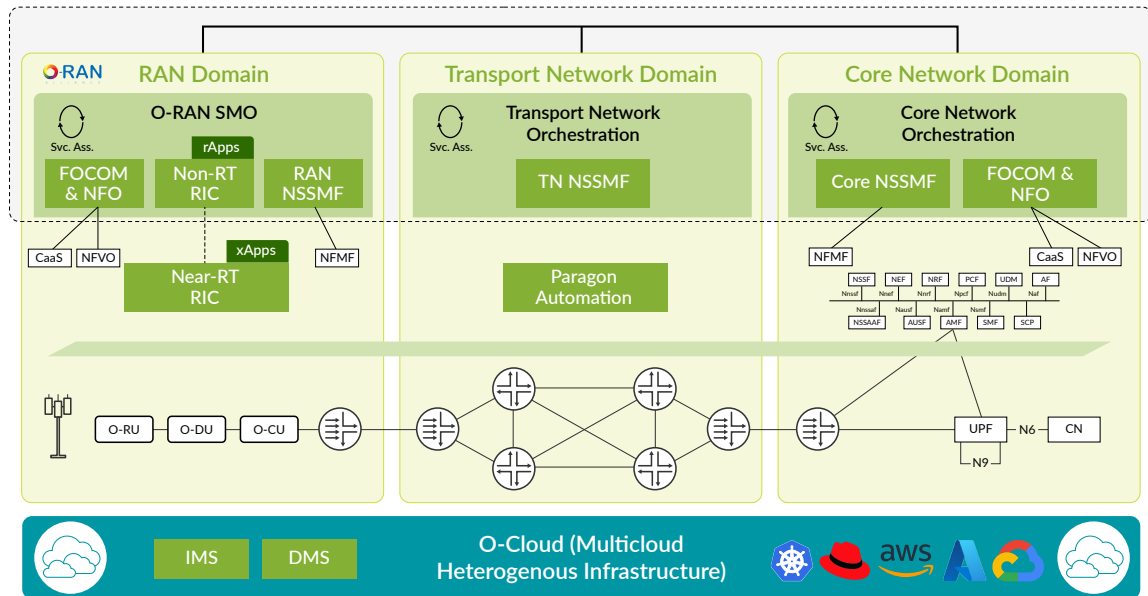 O-RAN
RAN Domain
O-RAN SMO
Svc. Ass.
rApps
FOCOM
& NFO
Non-RT
RIC
RAN
NSSMF
CaaS
NFVO
NFMF
xApps
Near-RT
RIC
O-RU
O-DU
O-CU
Transport Network Domain
Transport Network
Orchestration
Svc. Ass.
TN NSSMF
Paragon
Automation
Core Network Domain
Core Network
Orchestration
Svc. Ass.
Core NSSMF
FOCOM &
NFO
NFMF
CaaS
NFVO
NSSF
NEF
NRF
PCF
UDM
AF
Nnssf
Nnef
Nnrf
Npcf
Nudm
Naf
Nnssaf
Nausf
Namf
Nsmf
NSSAAF
AUSF
AMF
SMF
SCP
UPF
N6
CN
N9
IMS
DMS
O-Cloud (Multicloud
Heterogenous Infrastructure)
aws